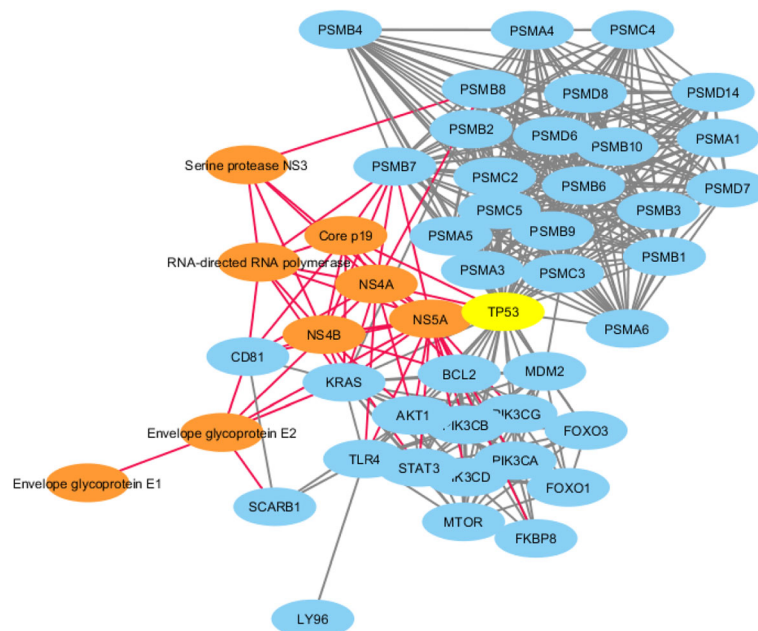 PSMB4
PSMA4
PSMC4
PSMB8
PSMD8
PSMD14
PSMB2
PSMD6
PSMB10
PSMA1
Serine protease NS3
PSMB7
PSMC2
PSMB6
PSMD7
PSMC5
PSMB3
Core p19
PSMA5
PSMB9
RNA-directed RNA polymerase
PSMA3
PSMC3
PSMB1
NS4A
NS5A
TP53
PSMA6
NS4B
CD81
KRAS
BCL2
MDM2
AKT1
PIK3CB
PIK3CG
FOXO3
Envelope glycoprotein E2
TLR4
STAT3
PIK3CA
IK3CD
FOXO1
Envelope glycoprotein E1
SCARB1
MTOR
FKBP8
LY96